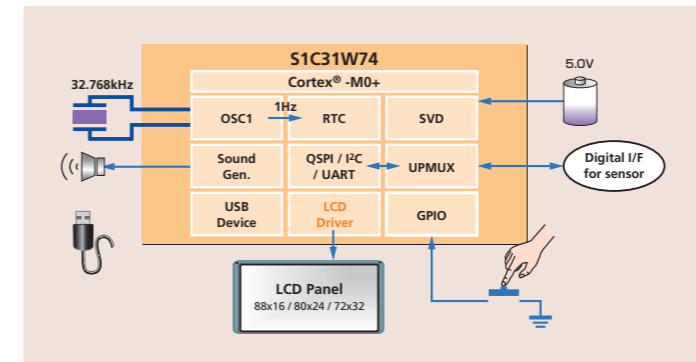 S1C31W74
Cortex® -M0+
32.768kHz
5.0V
OSC1
1Hz
RTC
SVD
Sound
Gen.
QSPI / I²C
/ UART
UPMUX
Digital I/F
for sensor
USB
Device
LCD
Driver
GPIO
LCD Panel
88x16 / 80x24 / 72x32